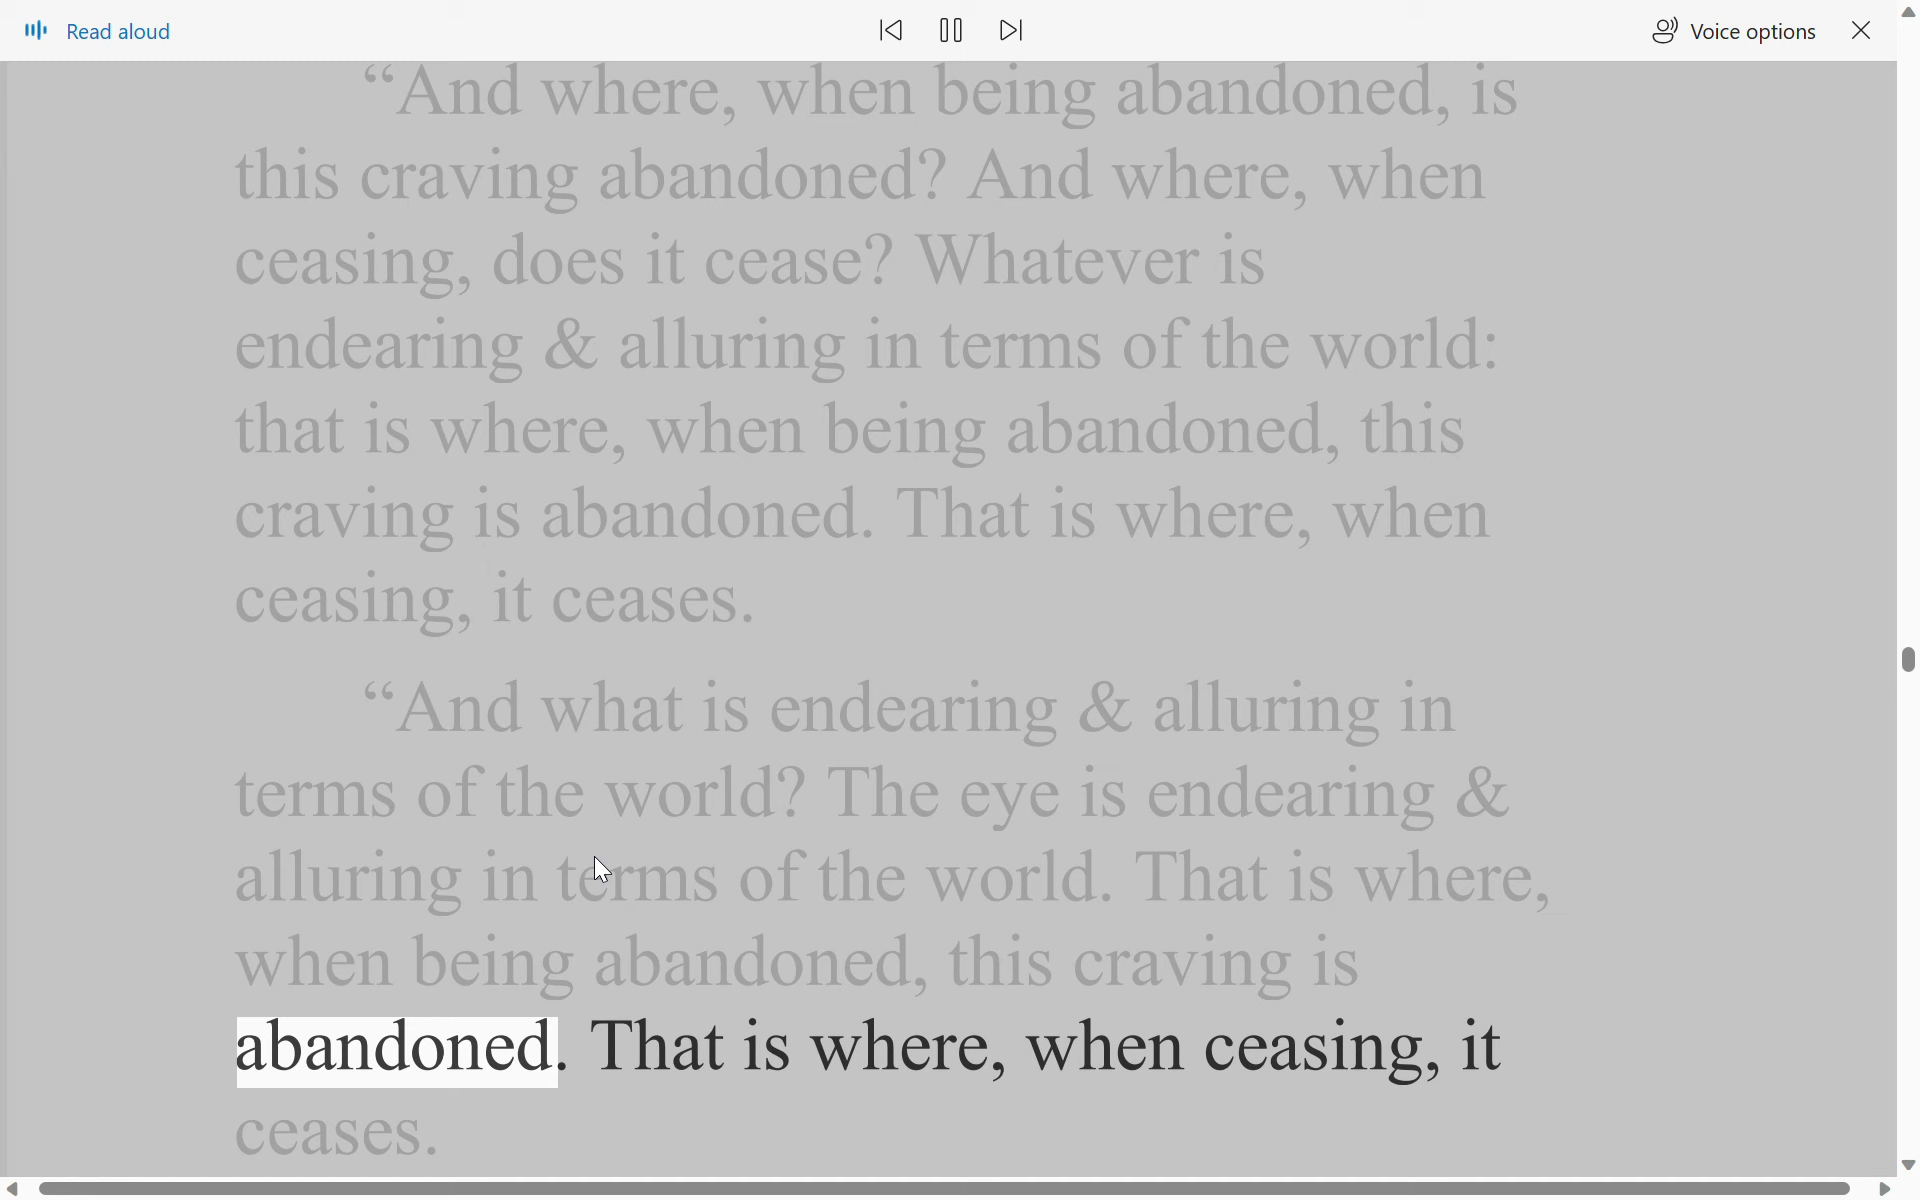 Read aloud
Voice options
“And where, when being abandoned, is
this craving abandoned? And where, when
ceasing, does it cease? Whatever is
endearing & alluring in terms of the world:
that is where, when being abandoned, this
craving is abandoned. That is where, when
ceasing, it ceases.
“And what is endearing & alluring in
terms of the world? The eye is endearing &
alluring in terms of the world. That is where,
when being abandoned, this craving is
abandoned. That is where, when ceasing, it
ceases.